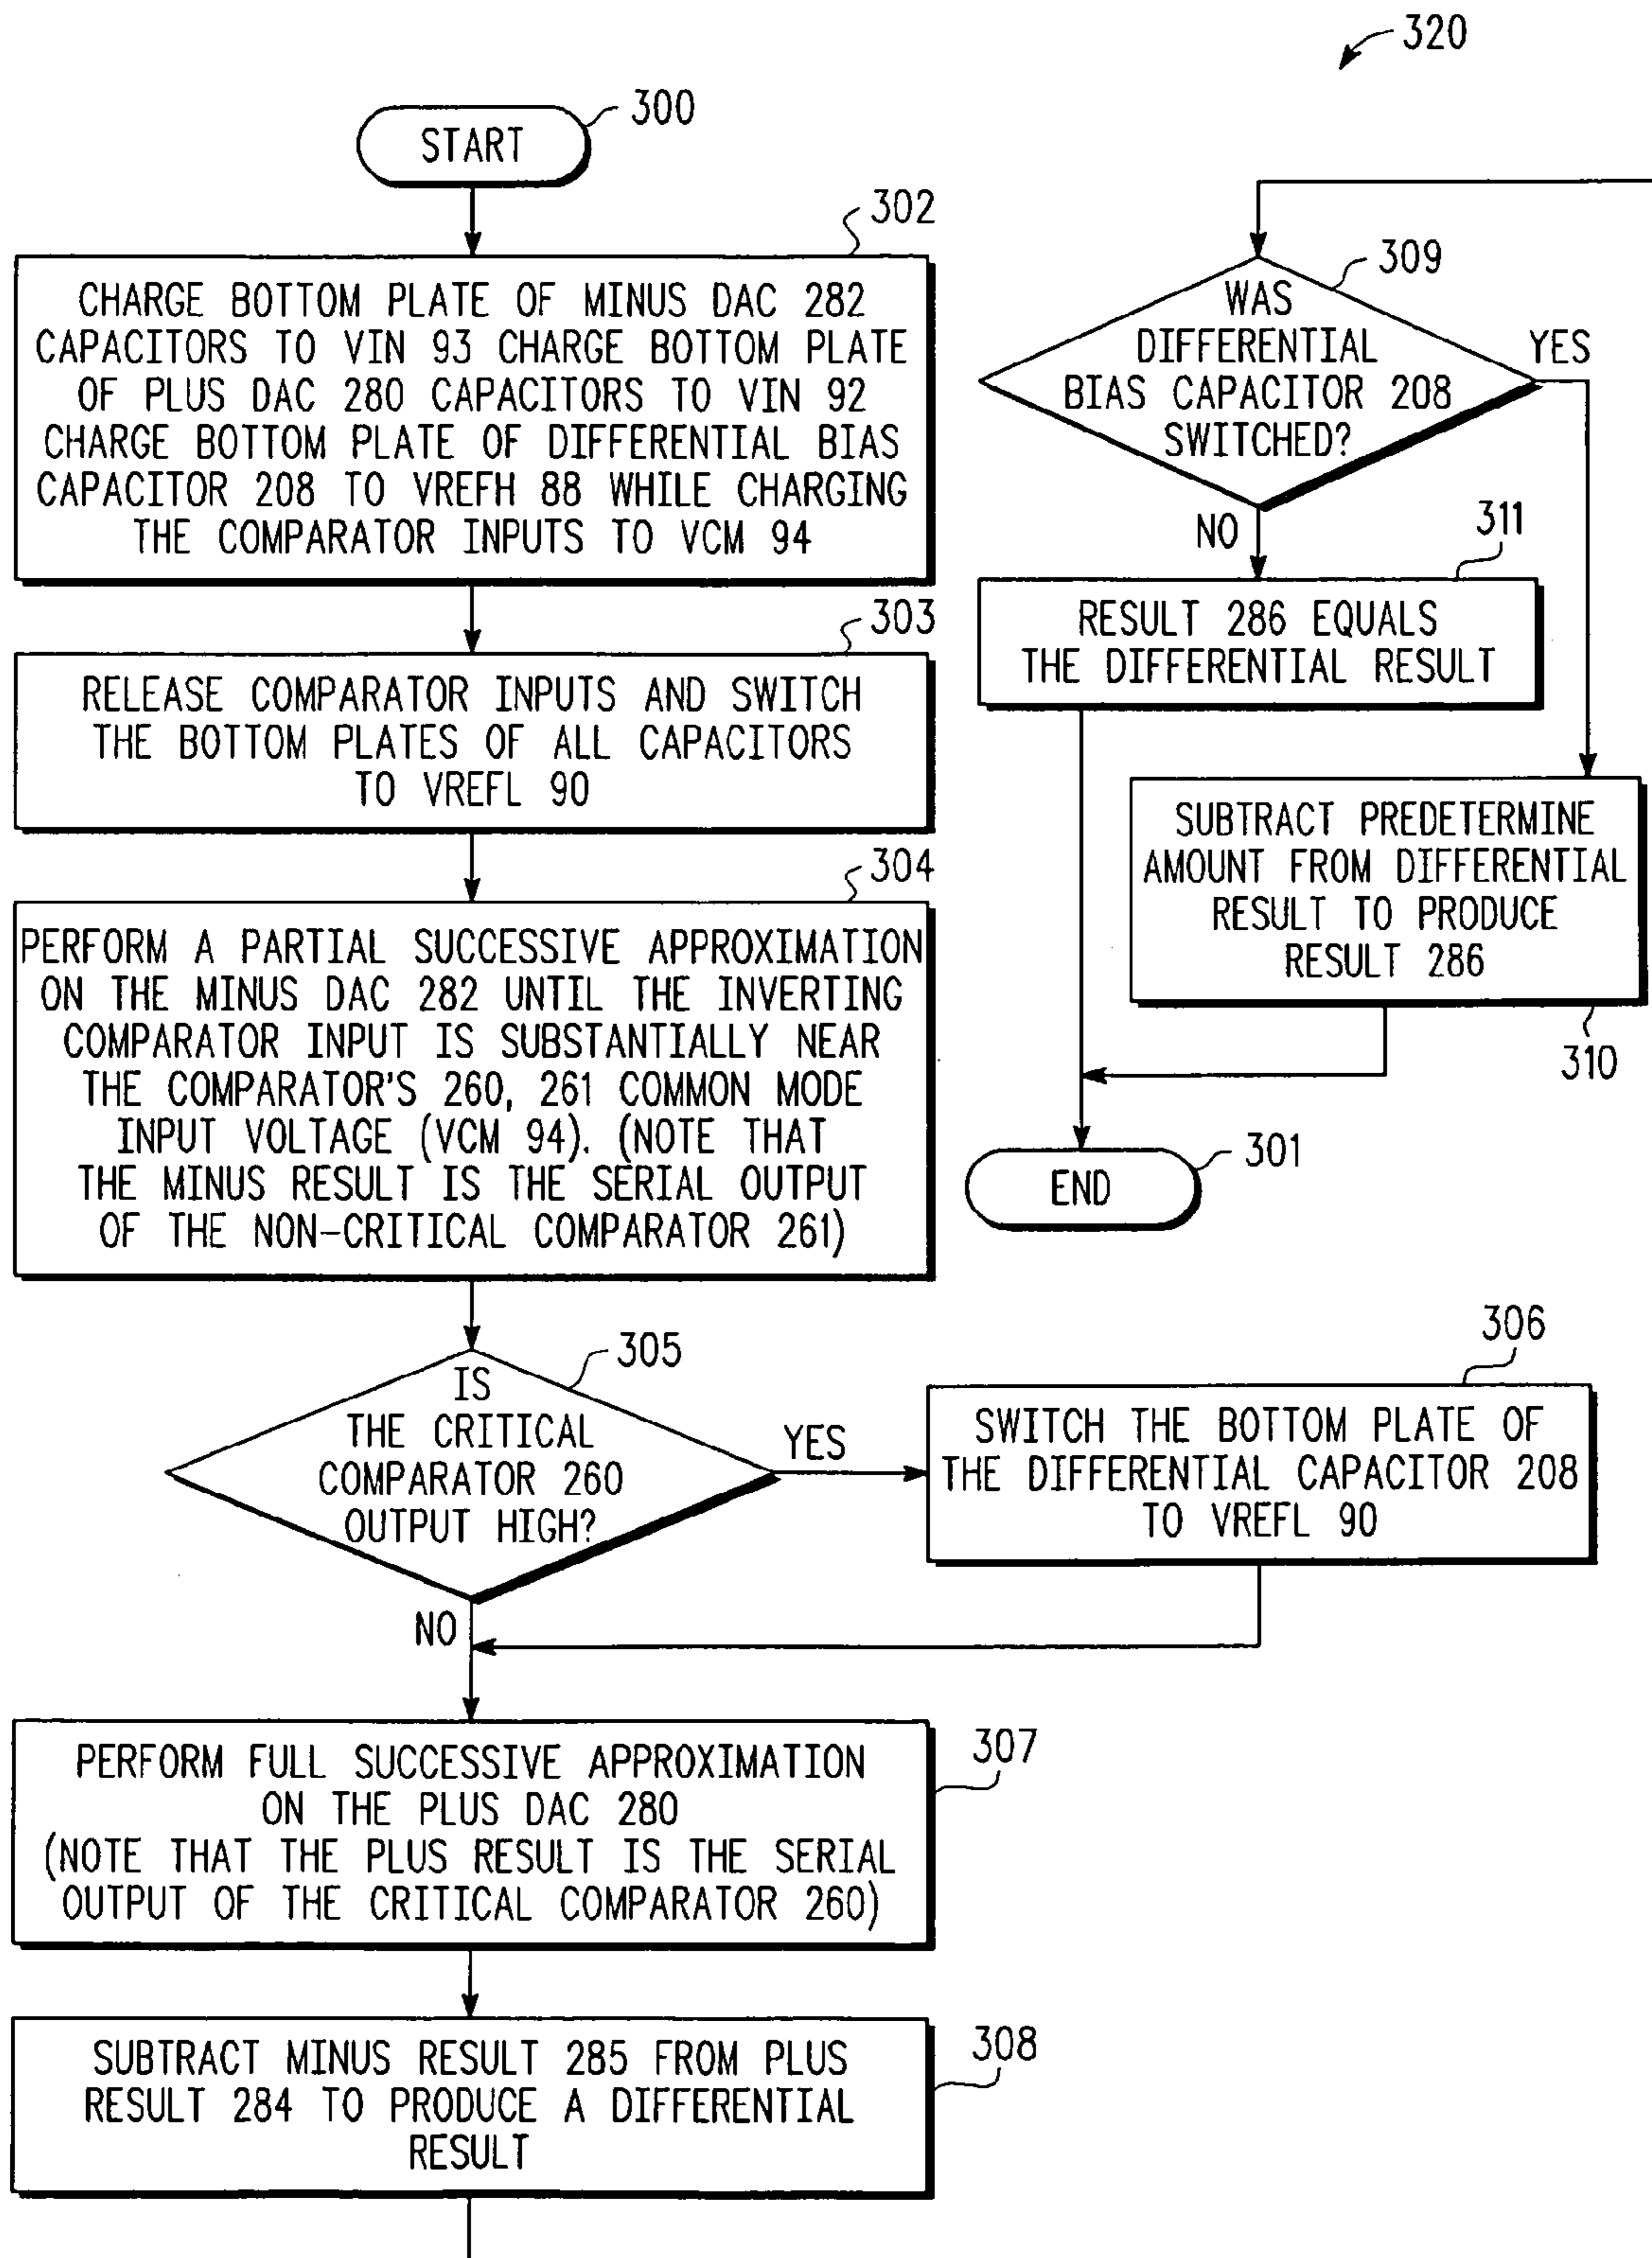 320
300
START
302
CHARGE BOTTOM PLATE OF MINUS DAC 282
CAPACITORS TO VIN 93 CHARGE BOTTOM PLATE
OF PLUS DAC 280 CAPACITORS TO VIN 92
CHARGE BOTTOM PLATE OF DIFFERENTIAL BIAS
CAPACITOR 208 TO VREFH 88 WHILE CHARGING
THE COMPARATOR INPUTS TO VCM 94
303
RELEASE COMPARATOR INPUTS AND SWITCH
THE BOTTOM PLATES OF ALL CAPACITORS
TO VREFL 90
304
PERFORM A PARTIAL SUCCESSIVE APPROXIMATION
ON THE MINUS DAC 282 UNTIL THE INVERTING
COMPARATOR INPUT IS SUBSTANTIALLY NEAR
THE COMPARATOR'S 260, 261 COMMON MODE
INPUT VOLTAGE (VCM 94). (NOTE THAT
THE MINUS RESULT IS THE SERIAL OUTPUT
OF THE NON-CRITICAL COMPARATOR 261)
305
IS
THE CRITICAL
COMPARATOR 260
OUTPUT HIGH?
YES
NO
306
SWITCH THE BOTTOM PLATE OF
THE DIFFERENTIAL CAPACITOR 208
TO VREFL 90
307
PERFORM FULL SUCCESSIVE APPROXIMATION
ON THE PLUS DAC 280
(NOTE THAT THE PLUS RESULT IS THE SERIAL
OUTPUT OF THE CRITICAL COMPARATOR 260)
308
SUBTRACT MINUS RESULT 285 FROM PLUS
RESULT 284 TO PRODUCE A DIFFERENTIAL
RESULT
309
WAS
DIFFERENTIAL
BIAS CAPACITOR 208
SWITCHED?
YES
NO
311
RESULT 286 EQUALS
THE DIFFERENTIAL RESULT
SUBTRACT PREDETERMINE
AMOUNT FROM DIFFERENTIAL
RESULT TO PRODUCE
RESULT 286
310
301
END